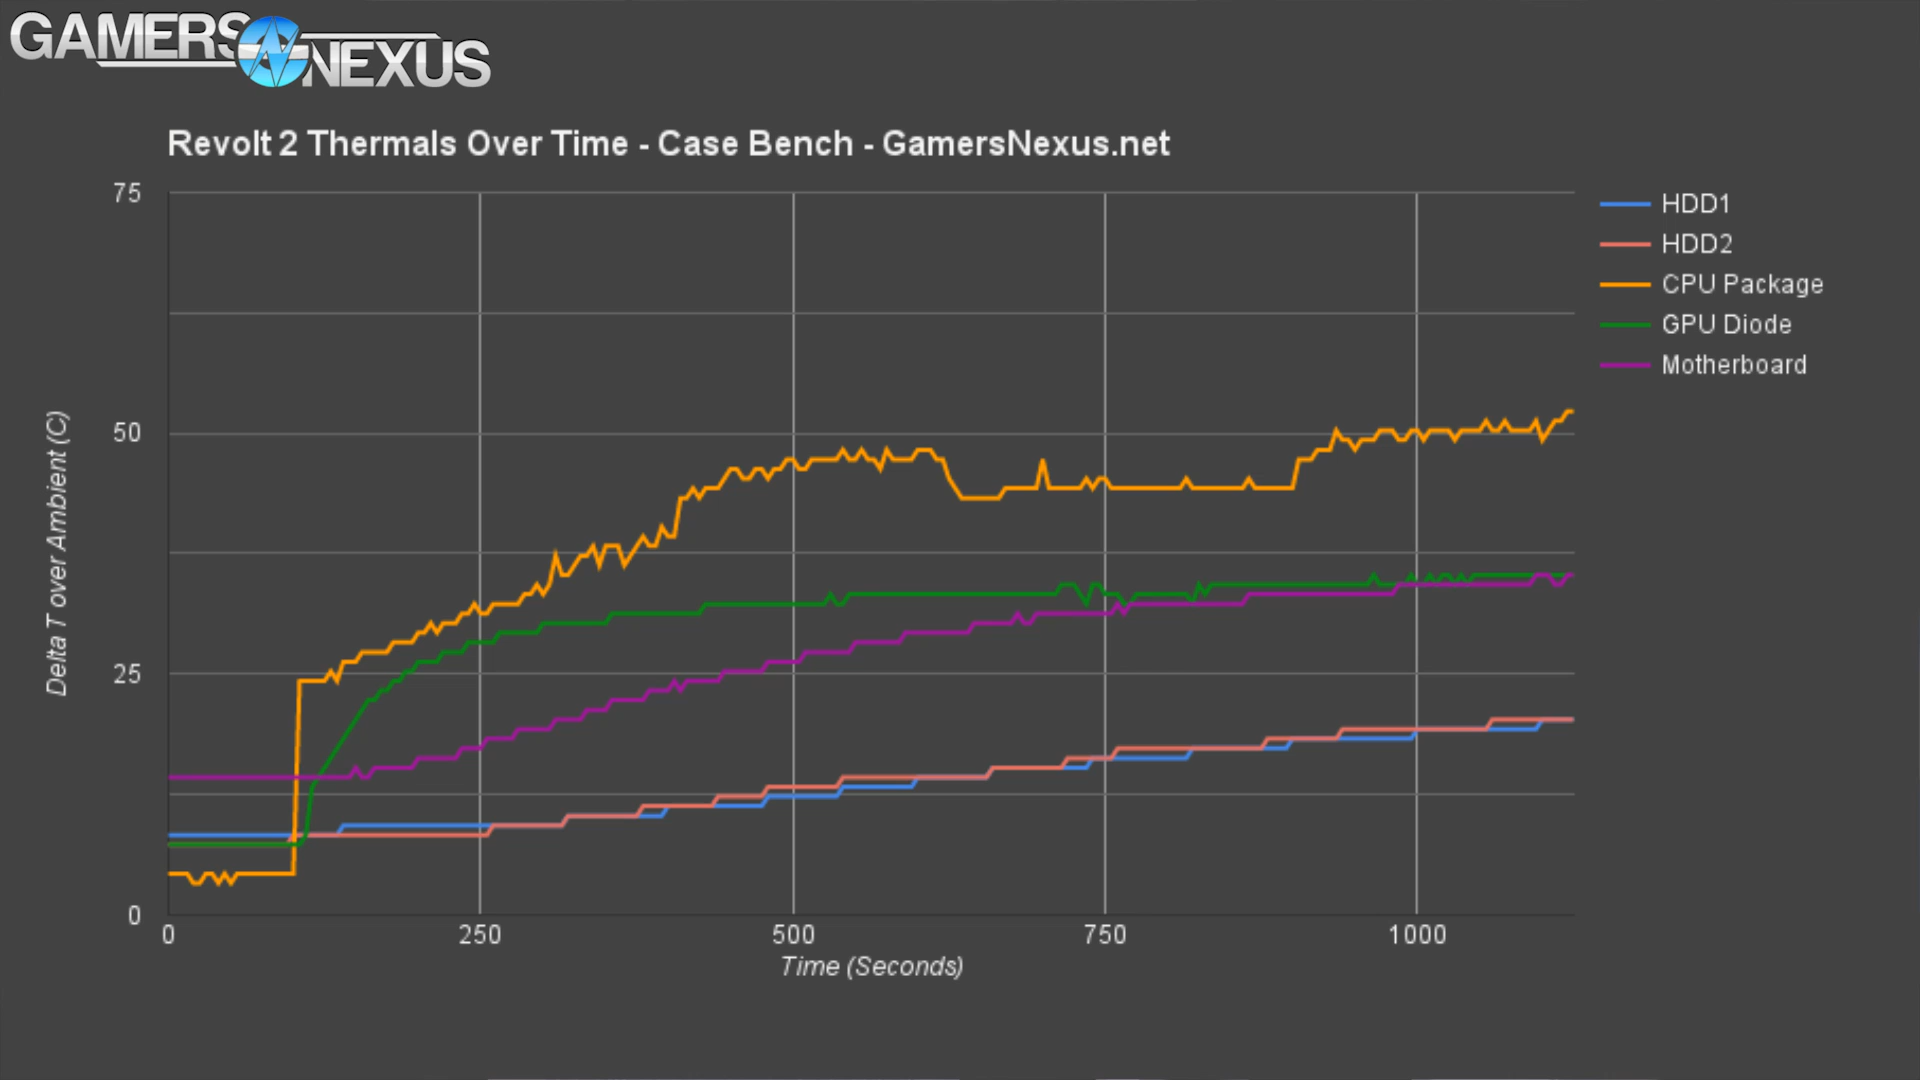 GAMERS NEXUS
Revolt 2 Thermals Over Time - Case Bench - GamersNexus.net
75
50
25
0
Delta T over Ambient (C)
0 250 500 750 1000
Time (Seconds)
HDD1
HDD2
CPU Package
GPU Diode
Motherboard